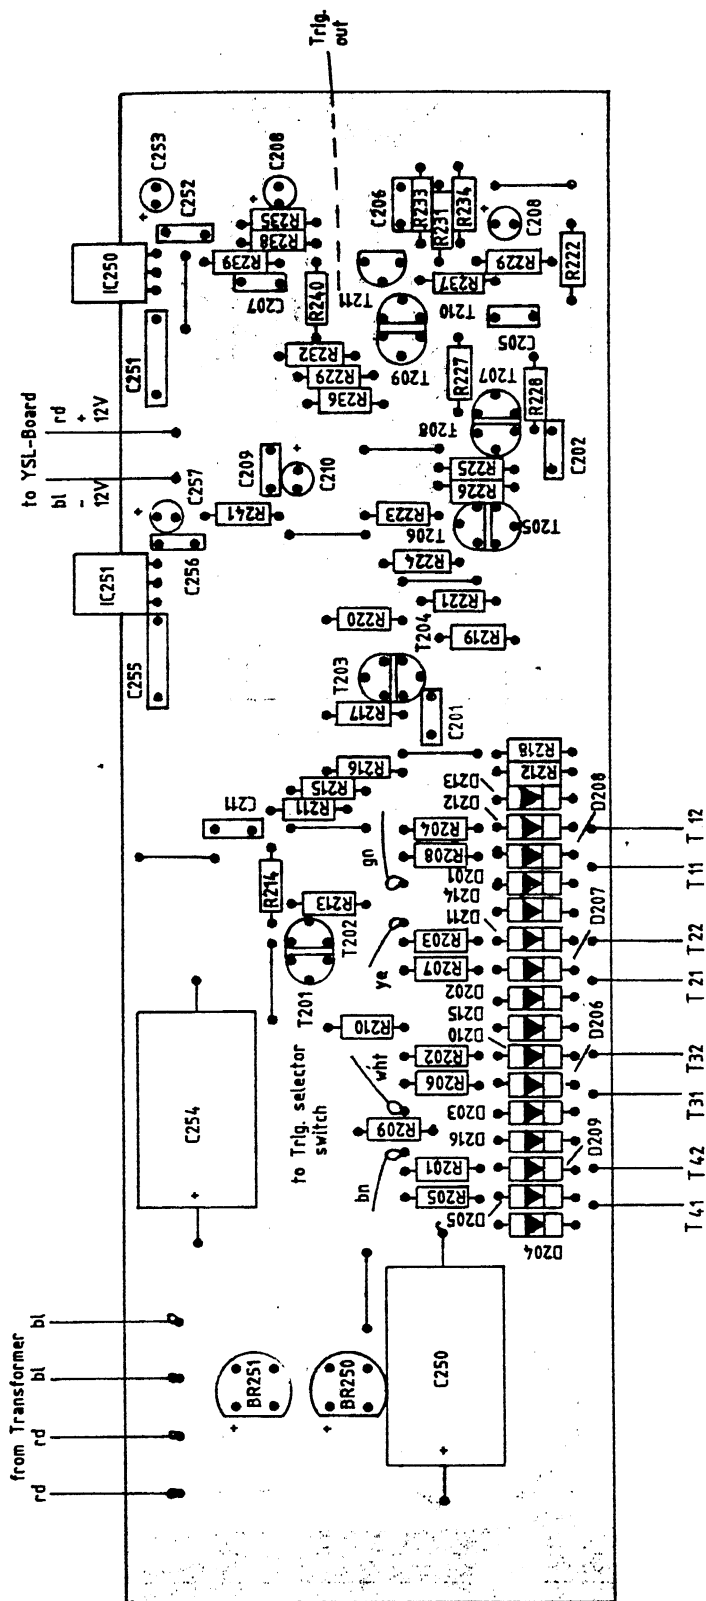 Trig.
out
C253
C252
C208
C206
R233
R231
R234
C208
R235
R238
R239
C207
IC250
R240
T211
R237
R229
R222
T210
C205
T209
C251
R232
R229
R236
R227
T207
R228
to YSL-Board
rd
+
12V
bl
-
12V
T208
C202
C209
C210
R225
R226
C257
R241
R223
T206
T205
C256
R224
IC251
R221
R220
T204
R219
C255
T203
R217
C201
R216
R215
R211
C211
R218
R212
D213
D212
D208
R204
R208
gn
T 12
T 11
R214
R213
D201
D214
D211
D207
T202
T201
R203
R207
ye
T 22
T 21
D202
D215
D210
D206
R210
R202
R206
wht
T32
T31
to Trig. selector
switch
C254
+
D203
D216
D209
R209
R201
R205
bn
T 42
T 41
D205
D204
from Transformer
bl
bl
rd
rd
BR251
+
BR250
+
C250
+